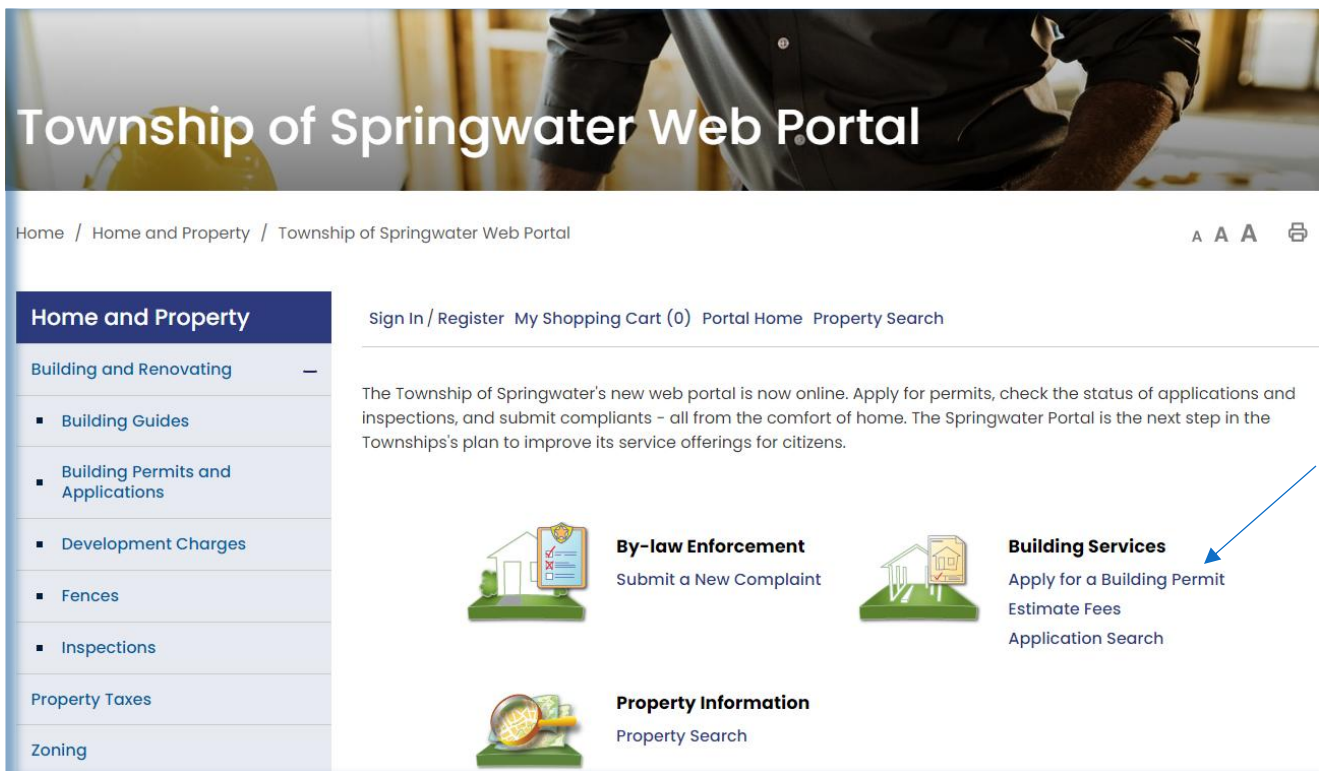 Township of Springwater Web Portal
Home / Home and Property / Township of Springwater Web Portal
A A A
Home and Property
Building and Renovating
Building Guides
Building Permits and
Applications
Development Charges
Fences
Inspections
Property Taxes
Zoning
Sign In / Register My Shopping Cart (0) Portal Home Property Search
The Township of Springwater's new web portal is now online. Apply for permits, check the status of applications and
inspections, and submit compliants - all from the comfort of home. The Springwater Portal is the next step in the
Townships's plan to improve its service offerings for citizens.
By-law Enforcement
Submit a New Complaint
Building Services
Apply for a Building Permit
Estimate Fees
Application Search
Property Information
Property Search